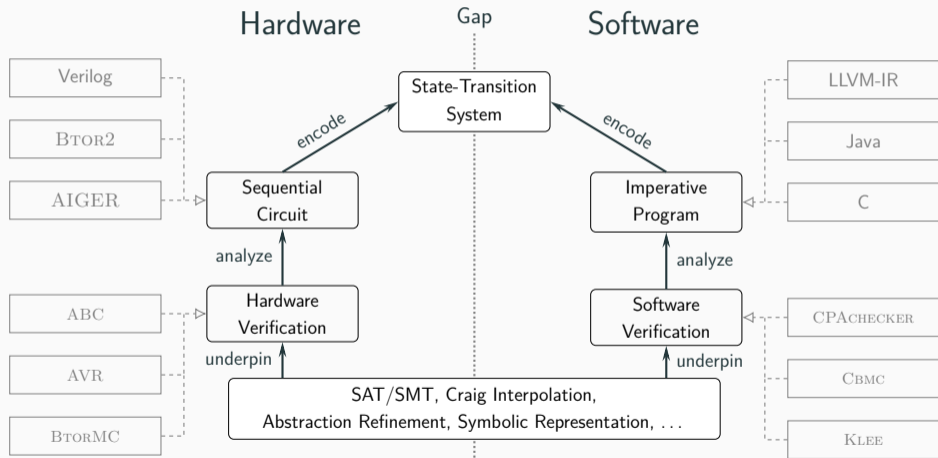 Hardware
Gap
Software
Verilog
BTOR2
AIGER
State-Transition
System
LLVM-IR
Java
C
encode
encode
Sequential
Circuit
Imperative
Program
analyze
analyze
ABC
AVR
BTORMC
Hardware
Verification
Software
Verification
CPACHECKER
CBMC
KLEE
underpin
underpin
SAT/SMT, Craig Interpolation,
Abstraction Refinement, Symbolic Representation, ...